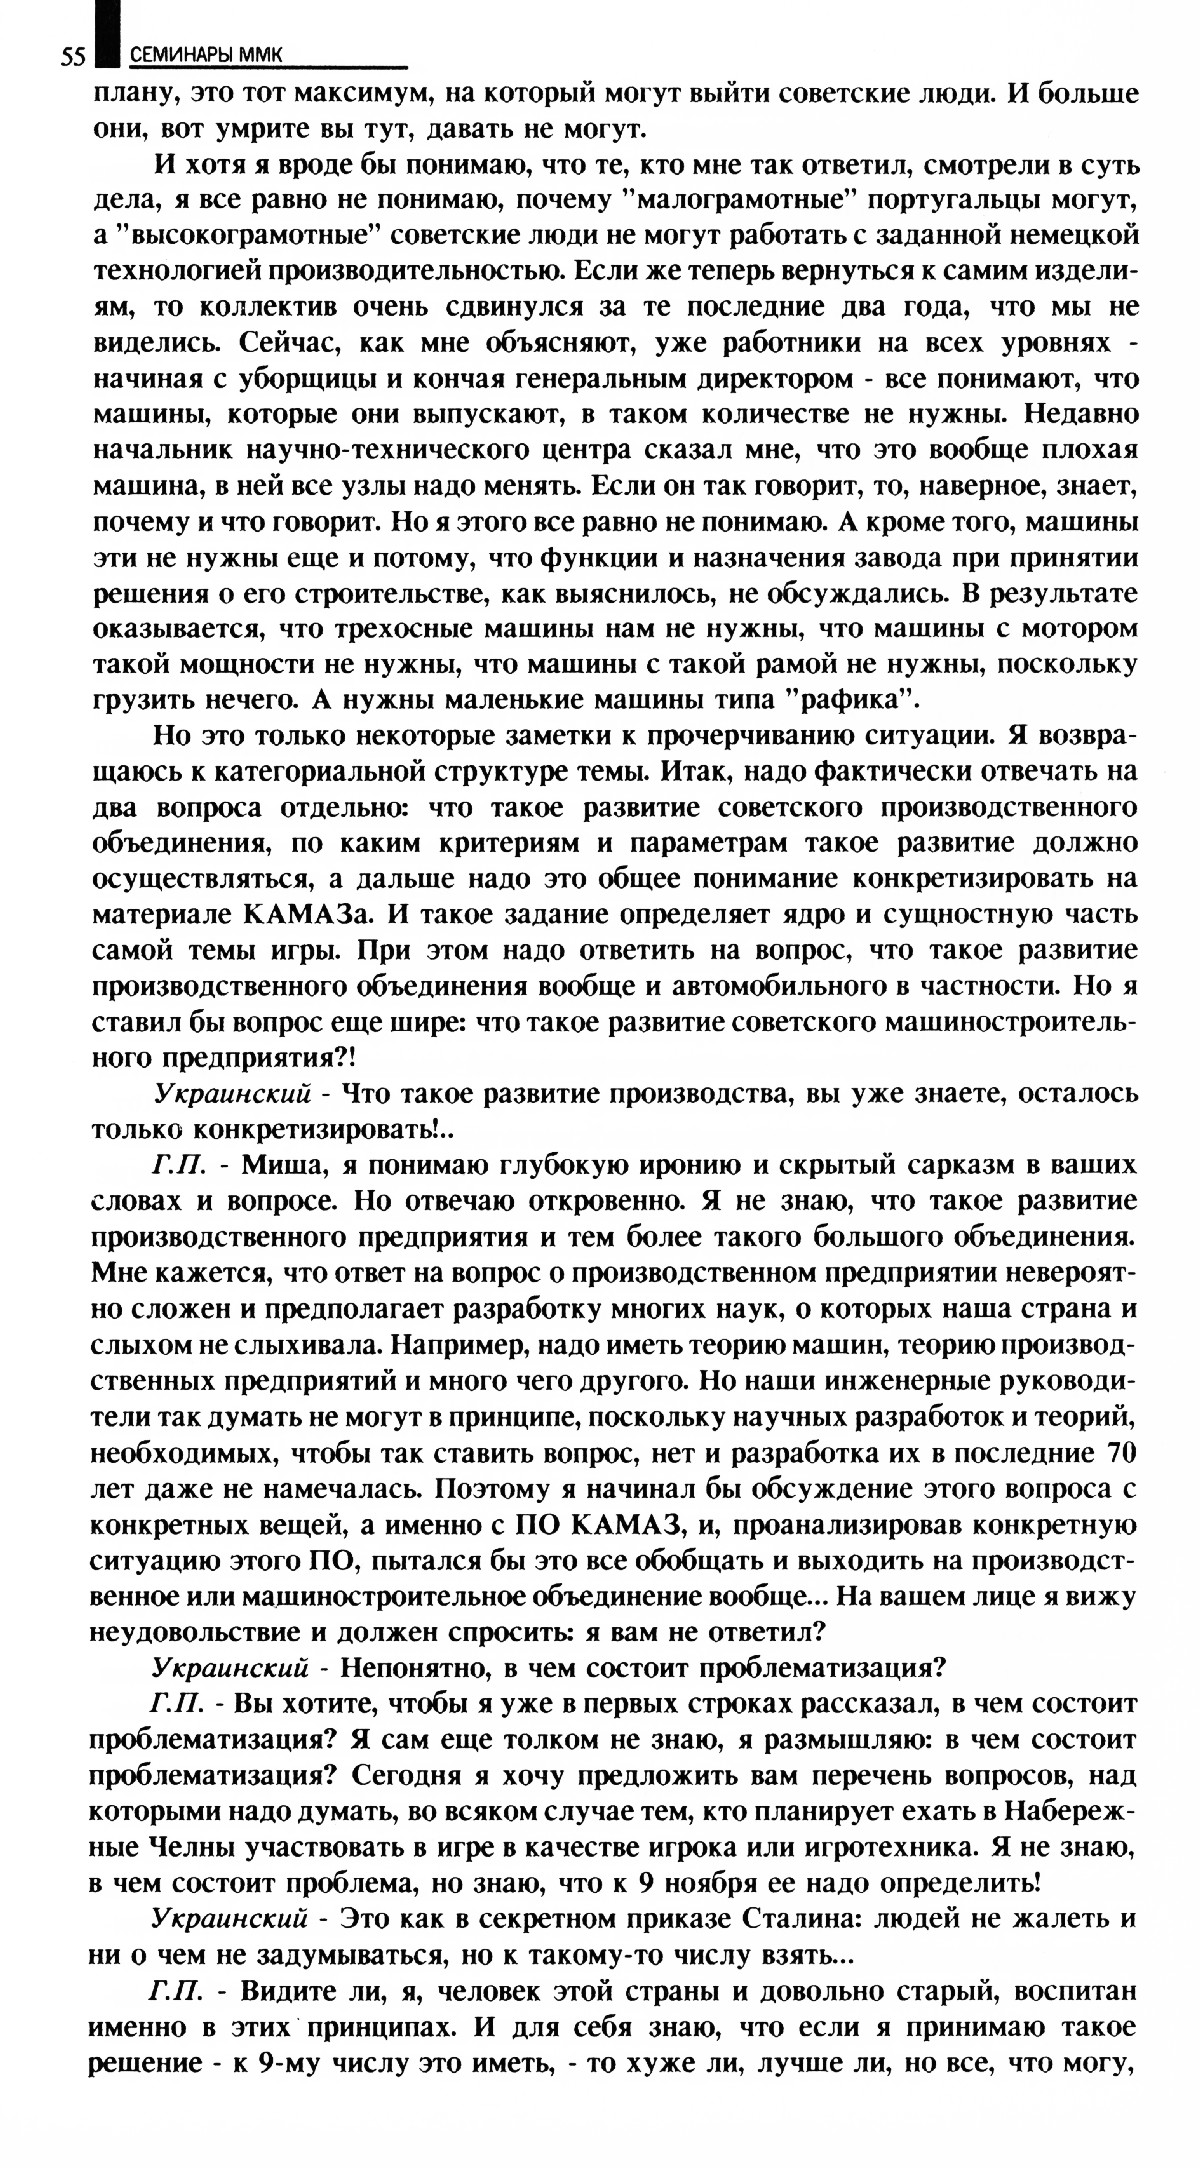 55 СЕМИНАРЫ ММК
плану, это тот максимум, на который могут выйти советские люди. И больше
они, вот умрите вы тут, давать не могут.
И хотя я вроде бы понимаю, что те, кто мне так ответил, смотрели в суть
дела, я все равно не понимаю, почему ”малограмотные” португальцы могут,
а ”высокограмотные” советские люди не могут работать с заданной немецкой
технологией производительностью. Если же теперь вернуться к самим издели-
ям, то коллектив очень сдвинулся за те последние два года, что мы не
виделись. Сейчас, как мне объясняют, уже работники на всех уровнях -
начиная с уборщицы и кончая генеральным директором - все понимают, что
машины, которые они выпускают, в таком количестве не нужны. Недавно
начальник научно-технического центра сказал мне, что это вообще плохая
машина, в ней все узлы надо менять. Если он так говорит, то, наверное, знает,
почему и что говорит. Но я этого все равно не понимаю. А кроме того, машины
эти не нужны еще и потому, что функции и назначения завода при принятии
решения о его строительстве, как выяснилось, не обсуждались. В результате
оказывается, что трехосные машины нам не нужны, что машины с мотором
такой мощности не нужны, что машины с такой рамой не нужны, поскольку
грузить нечего. А нужны маленькие машины типа ”рафика”.
Но это только некоторые заметки к прочерчиванию ситуации. Я возвра-
щаюсь к категориальной структуре темы. Итак, надо фактически отвечать на
два вопроса отдельно: что такое развитие советского производственного
объединения, по каким критериям и параметрам такое развитие должно
осуществляться, а дальше надо это общее понимание конкретизировать на
материале КАМАЗа. И такое задание определяет ядро и сущностную часть
самой темы игры. При этом надо ответить на вопрос, что такое развитие
производственного объединения вообще и автомобильного в частности. Но я
ставил бы вопрос еще шире: что такое развитие советского машиностроитель-
ного предприятия?!
Украинский - Что такое развитие производства, вы уже знаете, осталось
только конкретизировать!..
Г.П. - Миша, я понимаю глубокую иронию и скрытый сарказм в ваших
словах и вопросе. Но отвечаю откровенно. Я не знаю, что такое развитие
производственного предприятия и тем более такого большого объединения.
Мне кажется, что ответ на вопрос о производственном предприятии невероят-
но сложен и предполагает разработку многих наук, о которых наша страна и
слыхом не слыхивала. Например, надо иметь теорию машин, теорию производ-
ственных предприятий и много чего другого. Но наши инженерные руководи-
тели так думать не могут в принципе, поскольку научных разработок и теорий,
необходимых, чтобы так ставить вопрос, нет и разработка их в последние 70
лет даже не намечалась. Поэтому я начинал бы обсуждение этого вопроса с
конкретных вещей, а именно с ПО КАМАЗ, и, проанализировав конкретную
ситуацию этого ПО, пытался бы это все обобщать и выходить на производст-
венное или машиностроительное объединение вообще... На вашем лице я вижу
неудовольствие и должен спросить: я вам не ответил?
Украинский - Непонятно, в чем состоит проблематизация?
Г.П. - Вы хотите, чтобы я уже в первых строках рассказал, в чем состоит
проблематизация? Я сам еще толком не знаю, я размышляю: в чем состоит
проблематизация? Сегодня я хочу предложить вам перечень вопросов, над
которыми надо думать, во всяком случае тем, кто планирует ехать в Набереж-
ные Челны участвовать в игре в качестве игрока или игротехника. Я не знаю,
в чем состоит проблема, но знаю, что к 9 ноября ее надо определить!
Украинский - Это как в секретном приказе Сталина: людей не жалеть и
ни о чем не задумываться, но к такому-то числу взять...
Г.П. - Видите ли, я, человек этой страны и довольно старый, воспитан
именно в этих принципах. И для себя знаю, что если я принимаю такое
решение - к 9-му числу это иметь, - то хуже ли, лучше ли, но все, что могу,